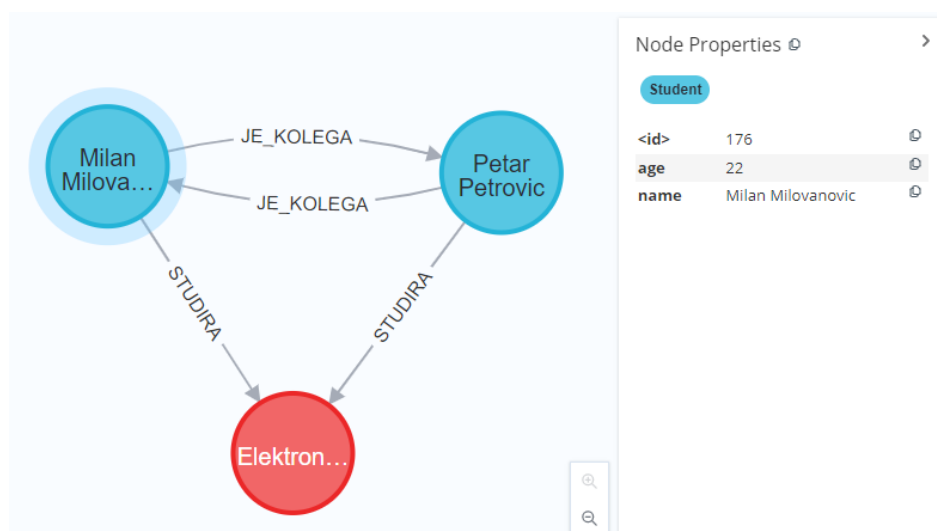 Node Properties
Student
<id> 176
age 22
name Milan Milovanovic
Milan
Milova...
JE_KOLEGA
JE_KOLEGA
Petar
Petrovic
STUDIRA
STUDIRA
Elektron...